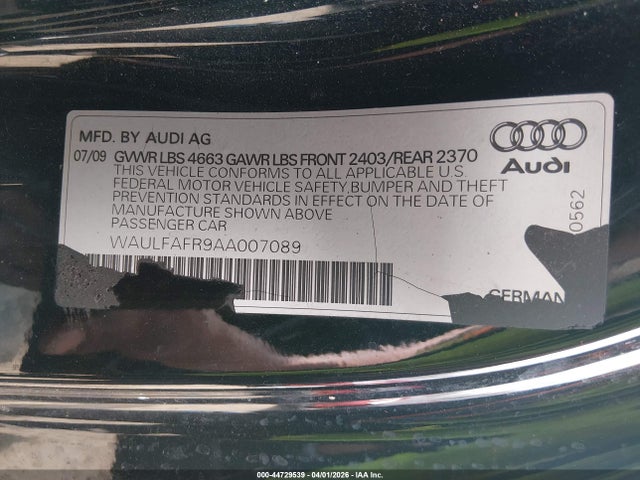 MFD. BY AUDI AG
07/09 GVWR LBS 4663 GAWR LBS FRONT 2403/REAR 2370
THIS VEHICLE CONFORMS TO ALL APPLICABLE U.S.
FEDERAL MOTOR VEHICLE SAFETY,BUMPER AND THEFT
PREVENTION STANDARDS IN EFFECT ON THE DATE OF
MANUFACTURE SHOWN ABOVE
PASSENGER CAR
WAULFAFR9AA007089
Audi
0562
GERMAN
000-44729539 - 04/01/2026 - IAA Inc.